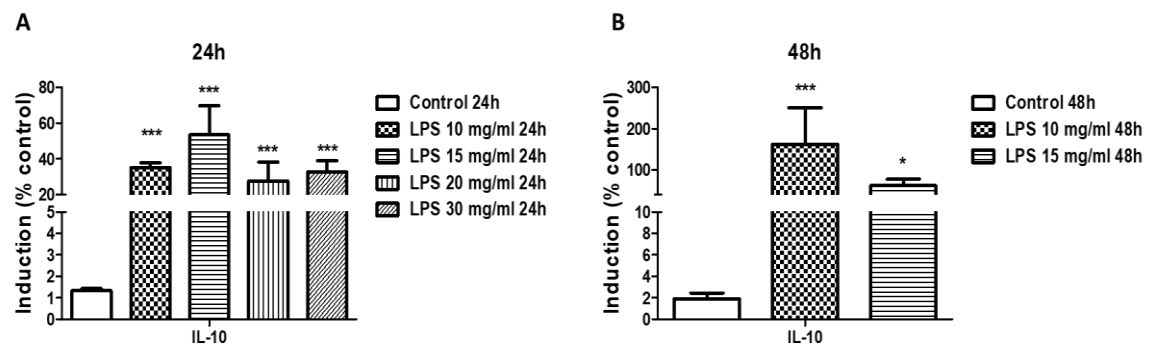 A
24h
Induction (% control)
80
60
40
20
5
4
3
2
1
0
***
***
***
***
IL-10
Control 24h
LPS 10 mg/ml 24h
LPS 15 mg/ml 24h
LPS 20 mg/ml 24h
LPS 30 mg/ml 24h
B
48h
Induction (% control)
300
200
100
10
8
6
4
2
0
***
*
IL-10
Control 48h
LPS 10 mg/ml 48h
LPS 15 mg/ml 48h